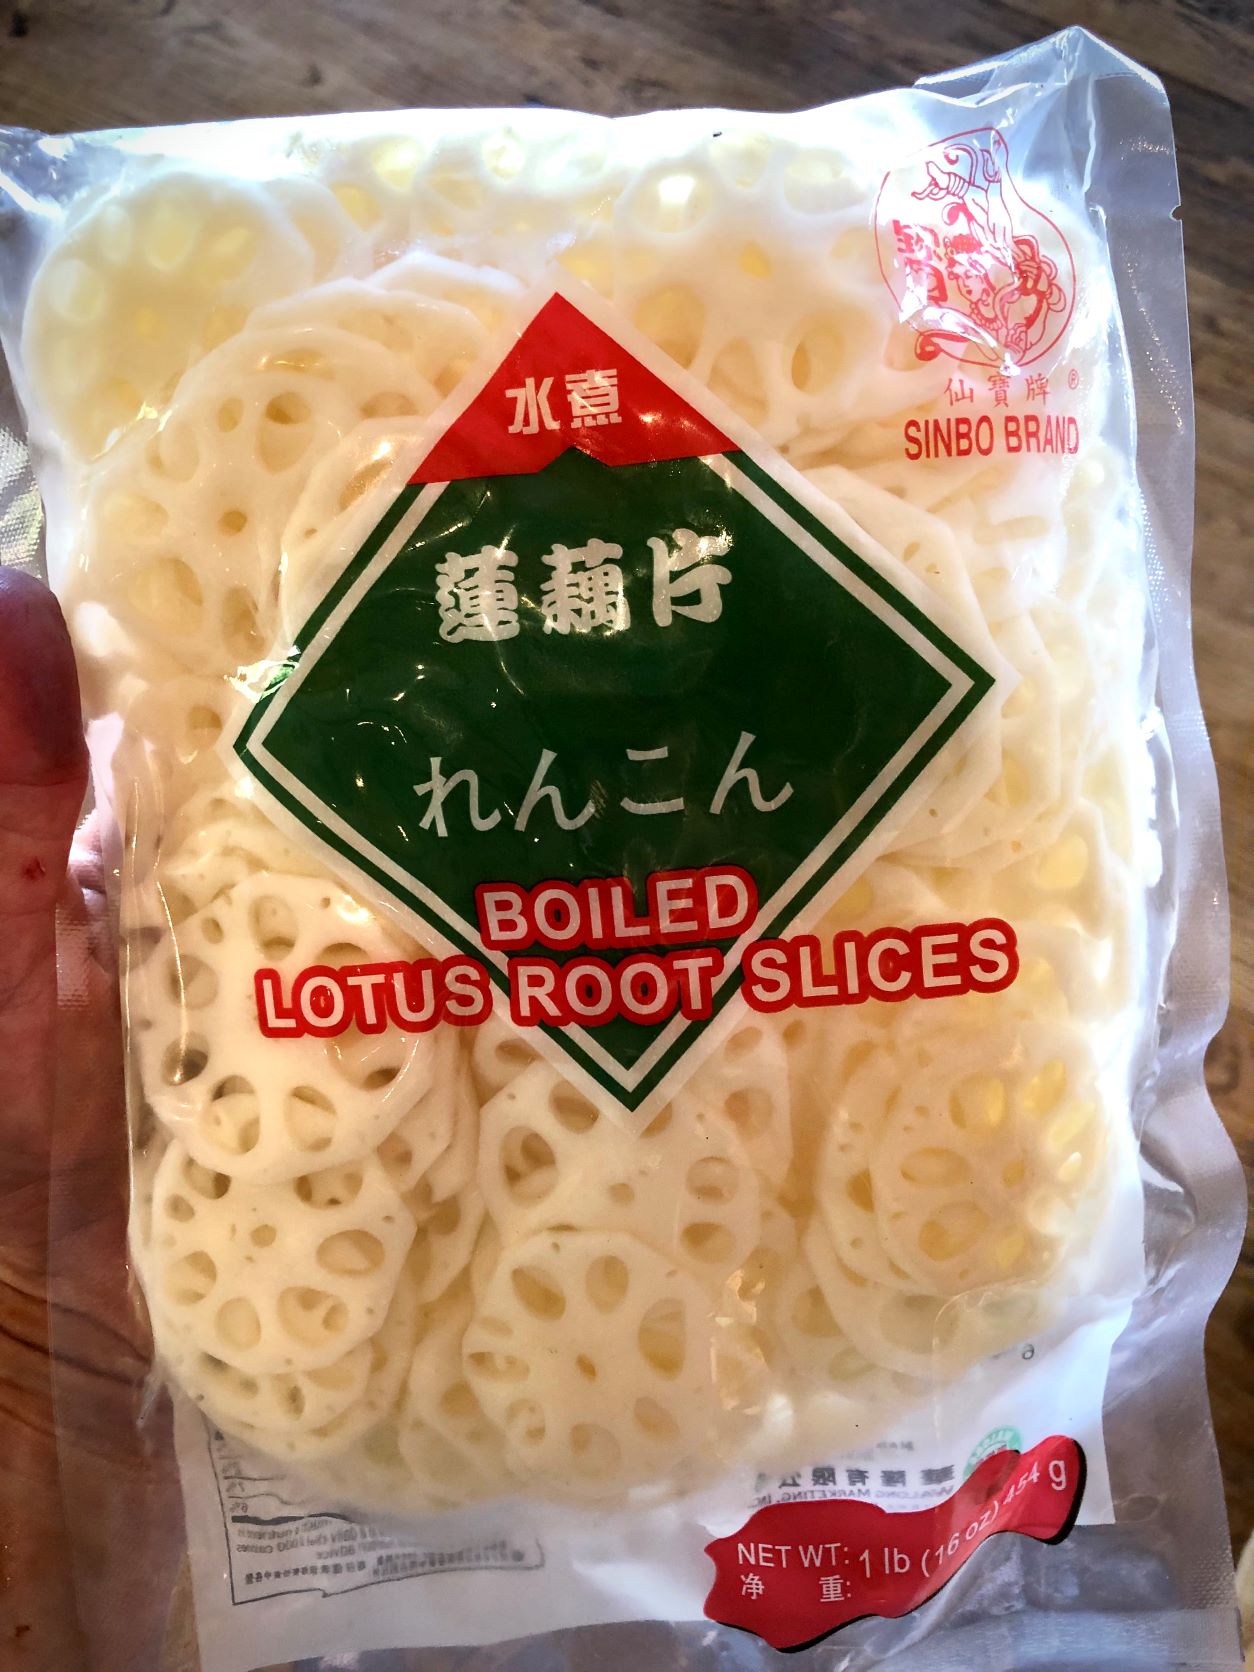 仙寶牌®
SINBO BRAND
水煮
蓮藕片
れんこん
BOILED
LOTUS ROOT SLICES
NET WT: 1 lb (16 oz) 454 g
净 重: